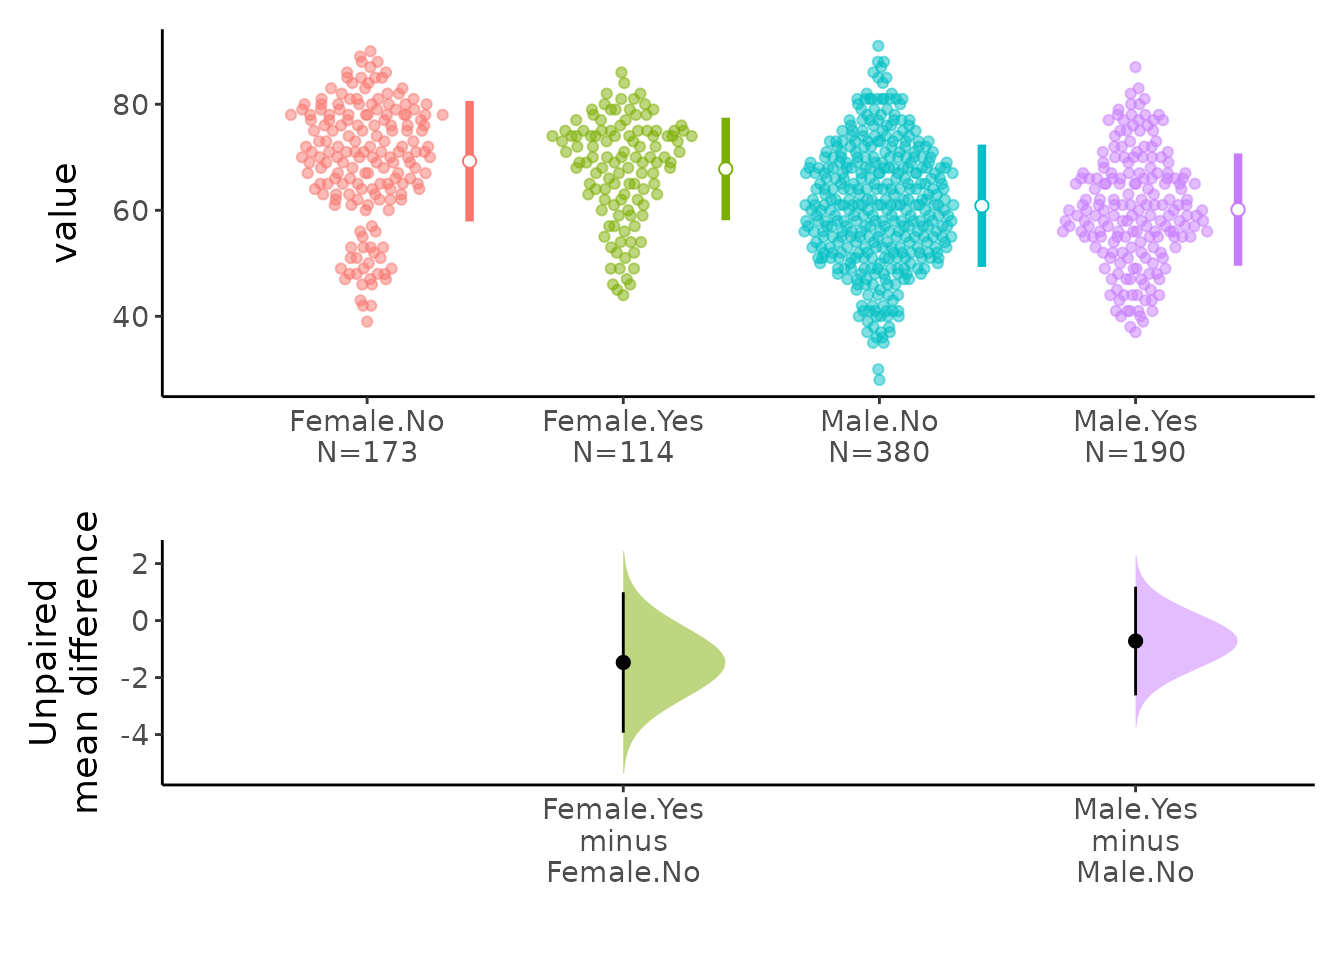 value
80
60
40
Female.No
N=173
Female.Yes
N=114
Male.No
N=380
Male.Yes
N=190
Unpaired
mean difference
2
0
-2
-4
Female.Yes
minus
Female.No
Male.Yes
minus
Male.No